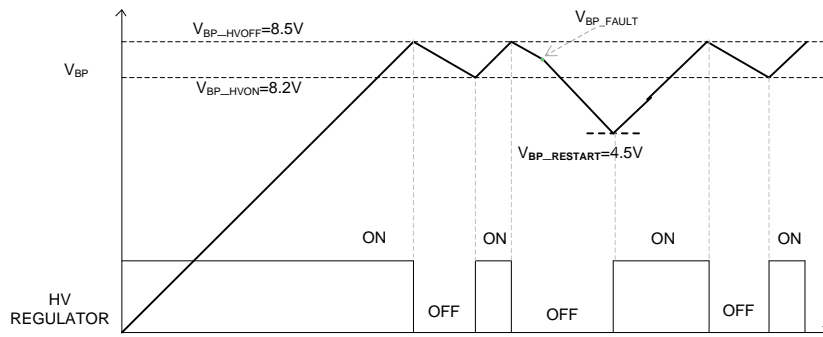 V_BP_FAULT
V_BP_HVOFF=8.5V
V_BP
V_BP_HVON=8.2V
V_BP_RESTART=4.5V
ON
ON
ON
ON
HV
REGULATOR
OFF
OFF
OFF